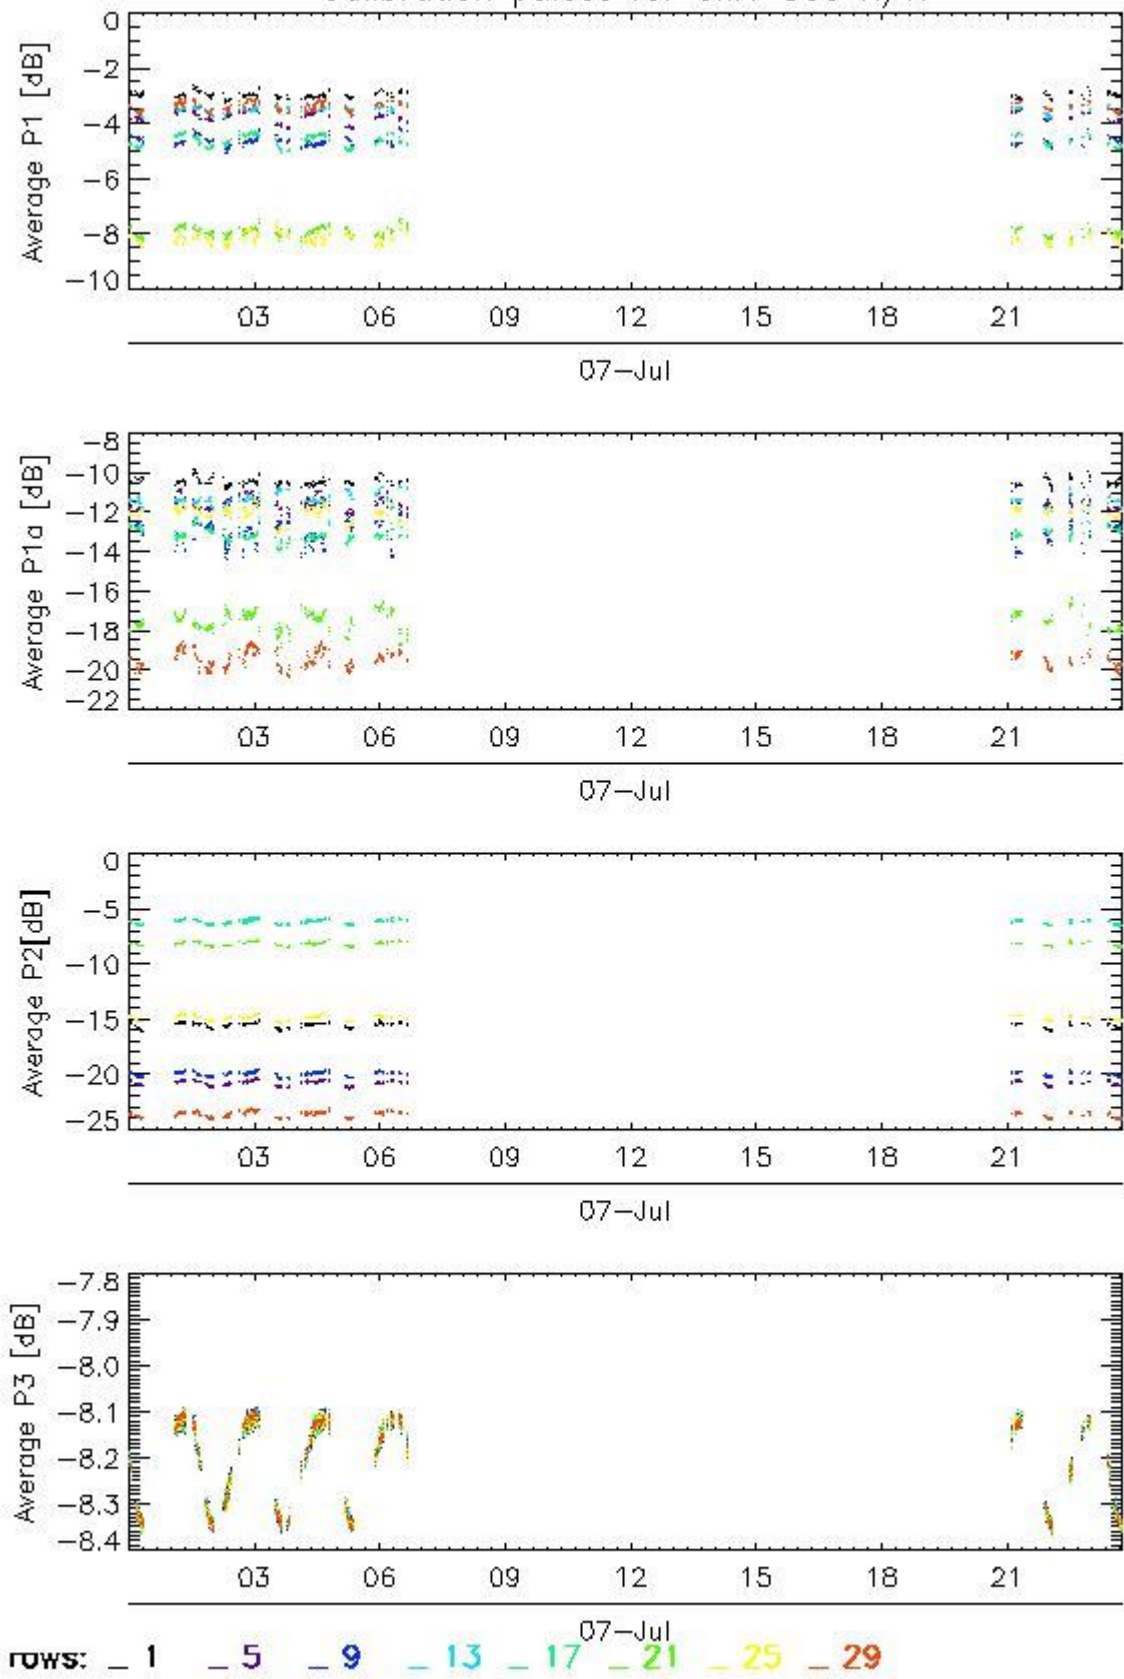 Average P1 [dB]
0
−2
−4
−6
−8
−10
03 06 09 12 15 18 21
07−Jul
Average P1a [dB]
−8
−10
−12
−14
−16
−18
−20
−22
03 06 09 12 15 18 21
07−Jul
Average P2[dB]
0
−5
−10
−15
−20
−25
03 06 09 12 15 18 21
07−Jul
Average P3 [dB]
−7.8
−7.9
−8.0
−8.1
−8.2
−8.3
−8.4
03 06 09 12 15 18 21
07−Jul
rows: _ 1 _ 5 _ 9 _ 13 _ 17 _ 21 _ 25 _ 29